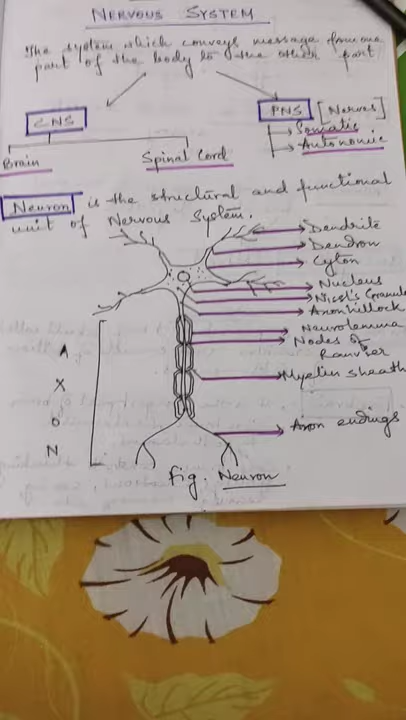 NERVOUS SYSTEM
The system which conveys message from one
part of the body to the other part
CNS
PNS [Nerves]
Somatic
Autonomic
Brain
Spinal Cord
Neuron is the structural and functional
unit of Nervous System.
Dendrite
Dendron
Cyton
Nucleus
Nissl's Granule
Axon hillock
Neurolemma
Nodes of
Ranvier
Myelin sheath
Axon endings
A
X
O
N
Fig. Neuron